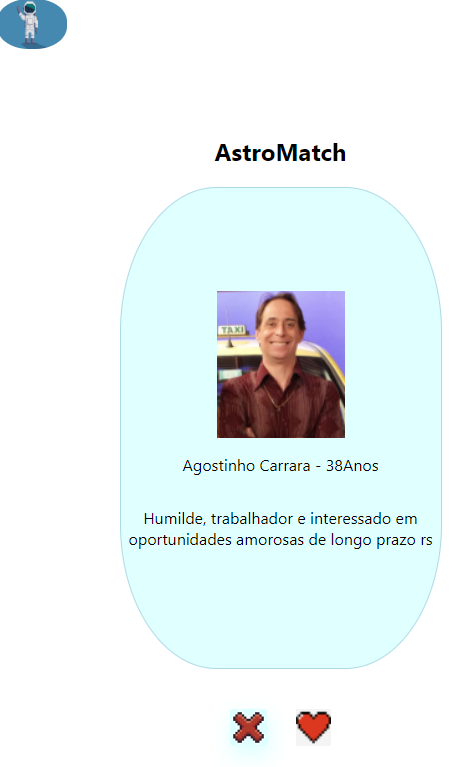 AstroMatch
TAXI
Agostinho Carrara - 38Anos
Humilde, trabalhador e interessado em
oportunidades amorosas de longo prazo rs